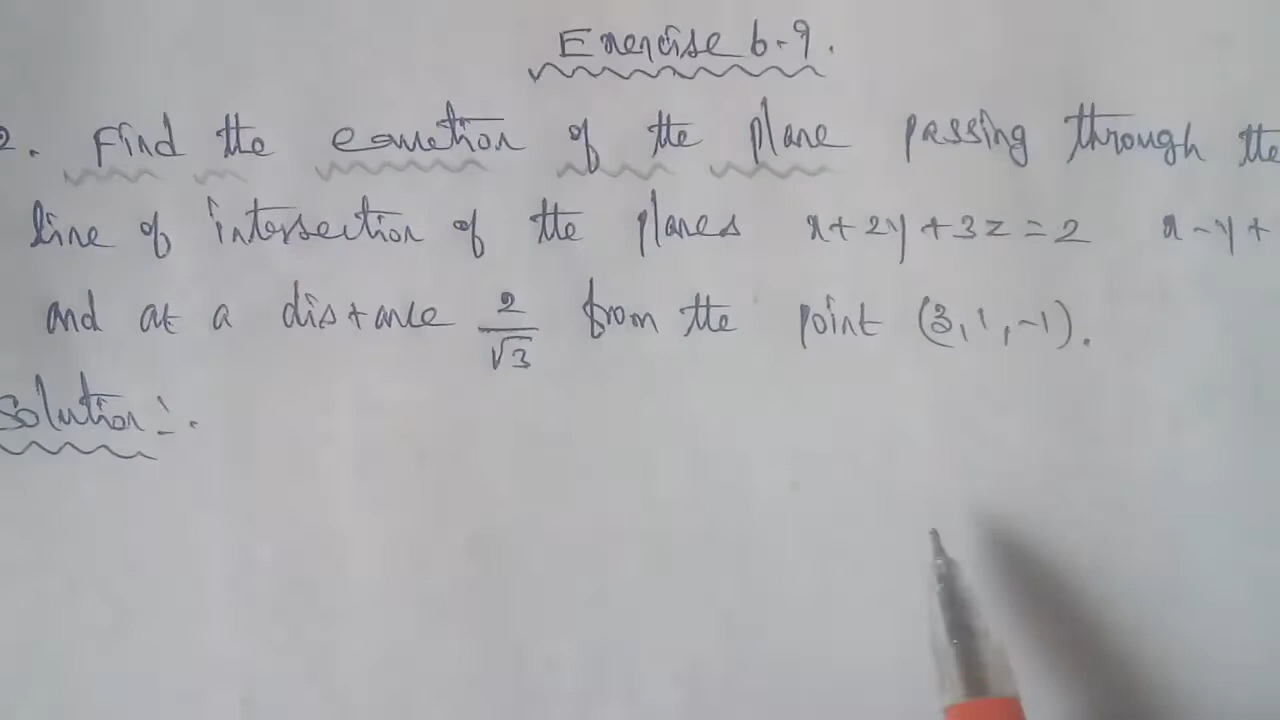 Exercise 6.9.
2. Find the equation of the plane passing through the
line of intersection of the planes x+2y+3z=2 x-y+
and at a distance 2/√3 from the point (3,1,-1).
Solution:.